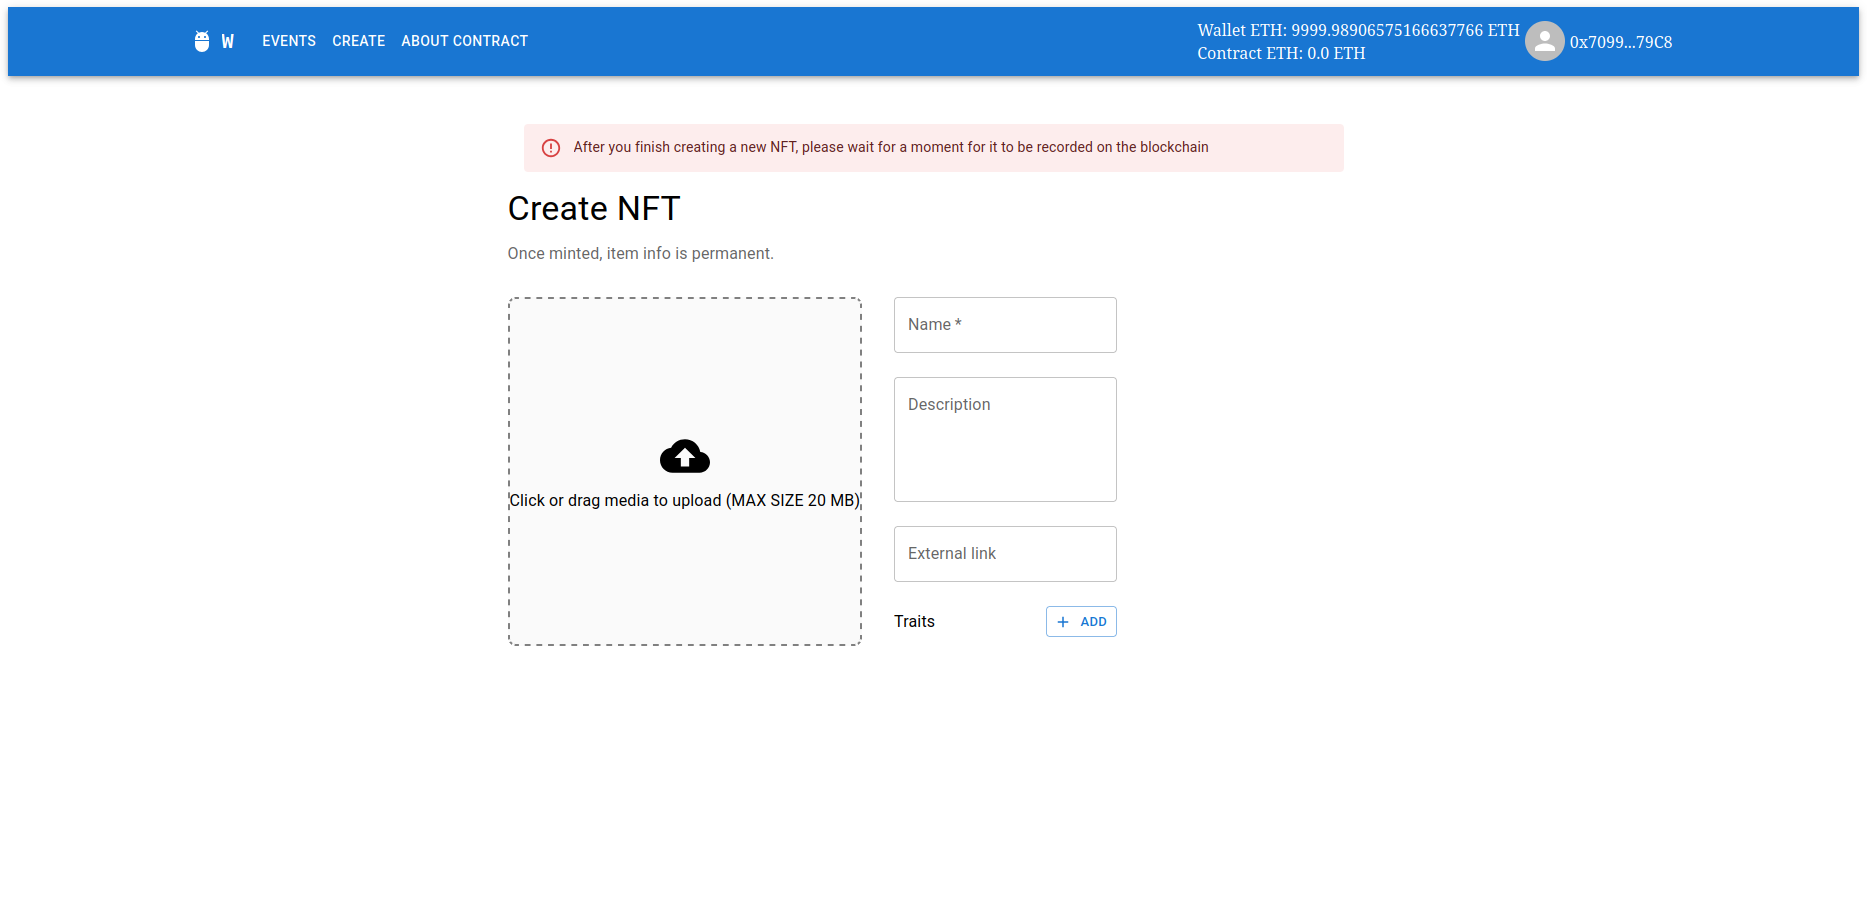 W EVENTS CREATE ABOUT CONTRACT
Wallet ETH: 9999.98906575166637766 ETH
Contract ETH: 0.0 ETH
0x7099...79C8
After you finish creating a new NFT, please wait for a moment for it to be recorded on the blockchain
Create NFT
Once minted, item info is permanent.
Click or drag media to upload (MAX SIZE 20 MB)
Name *
Description
External link
Traits
ADD